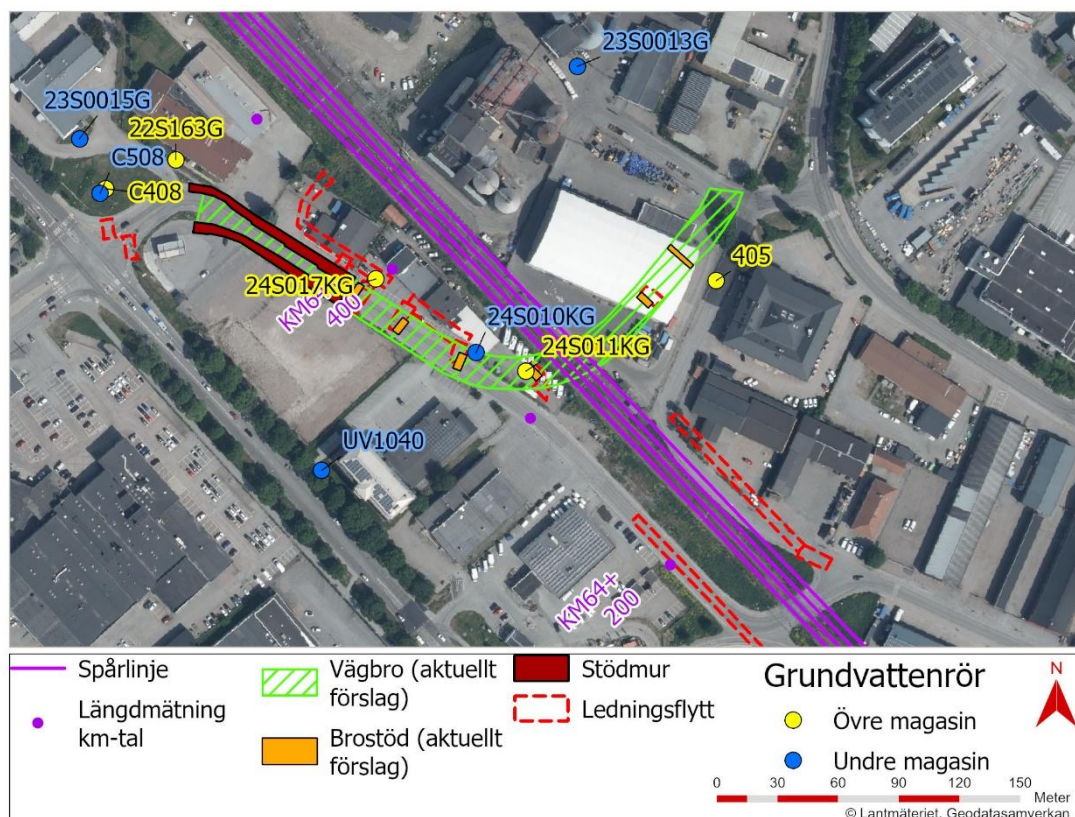 23S0013G
23S0015G
22S163G
C508
C408
405
24S017KG
KM64+
400
24S010KG
24S011KG
UV1040
KM64+
200
Spårlinje
Längdmätning
km-tal
Vägbro (aktuellt
förslag)
Brostöd (aktuellt
förslag)
Stödmur
Ledningsflytt
Grundvattenrör
Övre magasin
Undre magasin
N
0 30 60 90 120 150
Meter
© Lantmäteriet, Geodatasamverkan